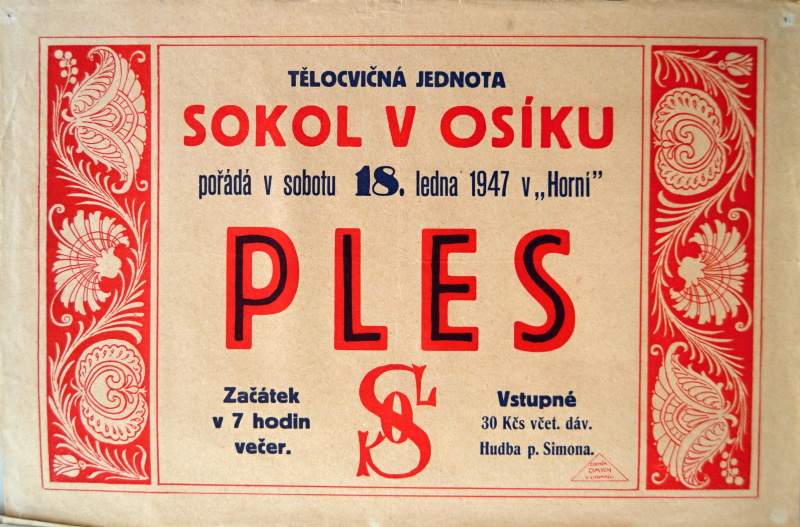 TĚLOCVIČNÁ JEDNOTA
SOKOL V OSÍKU
pořádá v sobotu 18. ledna 1947 v „Horní”
PLES
Začátek
v 7 hodin
večer.
SOKOL
Vstupné
30 Kčs včet. dáv.
Hudba p. Simona.